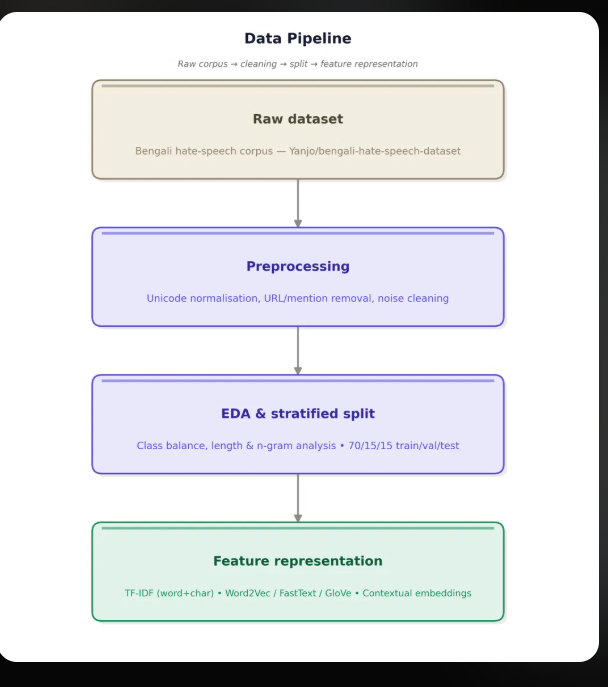 Data Pipeline
Raw corpus → cleaning → split → feature representation
Raw dataset
Bengali hate-speech corpus — Yanjo/bengali-hate-speech-dataset
Preprocessing
Unicode normalisation, URL/mention removal, noise cleaning
EDA & stratified split
Class balance, length & n-gram analysis • 70/15/15 train/val/test
Feature representation
TF-IDF (word+char) • Word2Vec / FastText / GloVe • Contextual embeddings